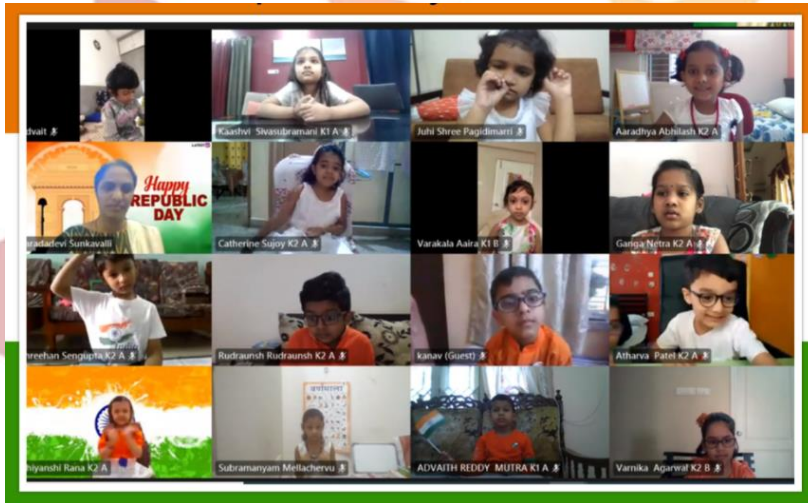 dvait
Kaashvi Sivasubramani K1 A
Juhi Shree Pagidimarri
Aaradhya Abhilash K2 A
Happy
REPUBLIC
DAY
aradadevi Sunkavalli
Catherine Sujoy K2 A
Varakala Aaira K1 B
Ganga Netra K2 A
hreehan Sengupta K2 A
Rudraunsh Rudraunsh K2 A
kanav (Guest)
Atharva Patel K2 A
वर्णमाला
hiyanshi Rana K2 A
Subramanyam Mellachervu
ADVAITH REDDY MUTRA K1 A
Varnika Agarwal K2 B